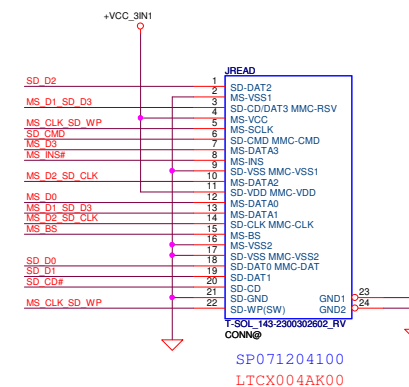 +VCC_3IN1
JREAD
SD_D2 1 SD-DAT2
2 MS-VSS1
MS_D1_SD_D3 3 SD-CD/DAT3 MMC-RSV
4 MS-VCC
MS_CLK_SD_WP 5 MS-SCLK
SD_CMD 6 SD-CMD MMC-CMD
MS_D3 7 MS-DATA3
MS_INS# 8 MS-INS
9 SD-VSS MMC-VSS1
MS_D2_SD_CLK 10 MS-DATA2
11 SD-VDD MMC-VDD
MS_D0 12 MS-DATA0
MS_D1_SD_D3 13 MS-DATA1
MS_D2_SD_CLK 14 SD-CLK MMC-CLK
MS_BS 15 MS-BS
16 MS-VSS2
17 SD-VSS MMC-VSS2
SD_D0 18 SD-DAT0 MMC-DAT
SD_D1 19 SD-DAT1
SD_CD# 20 SD-CD
21 SD-GND GND1 23
MS_CLK_SD_WP 22 SD-WP(SW) GND2 24
T-SOL_143-2300302602_RV
CONN@
SP071204100
LTCX004AK00